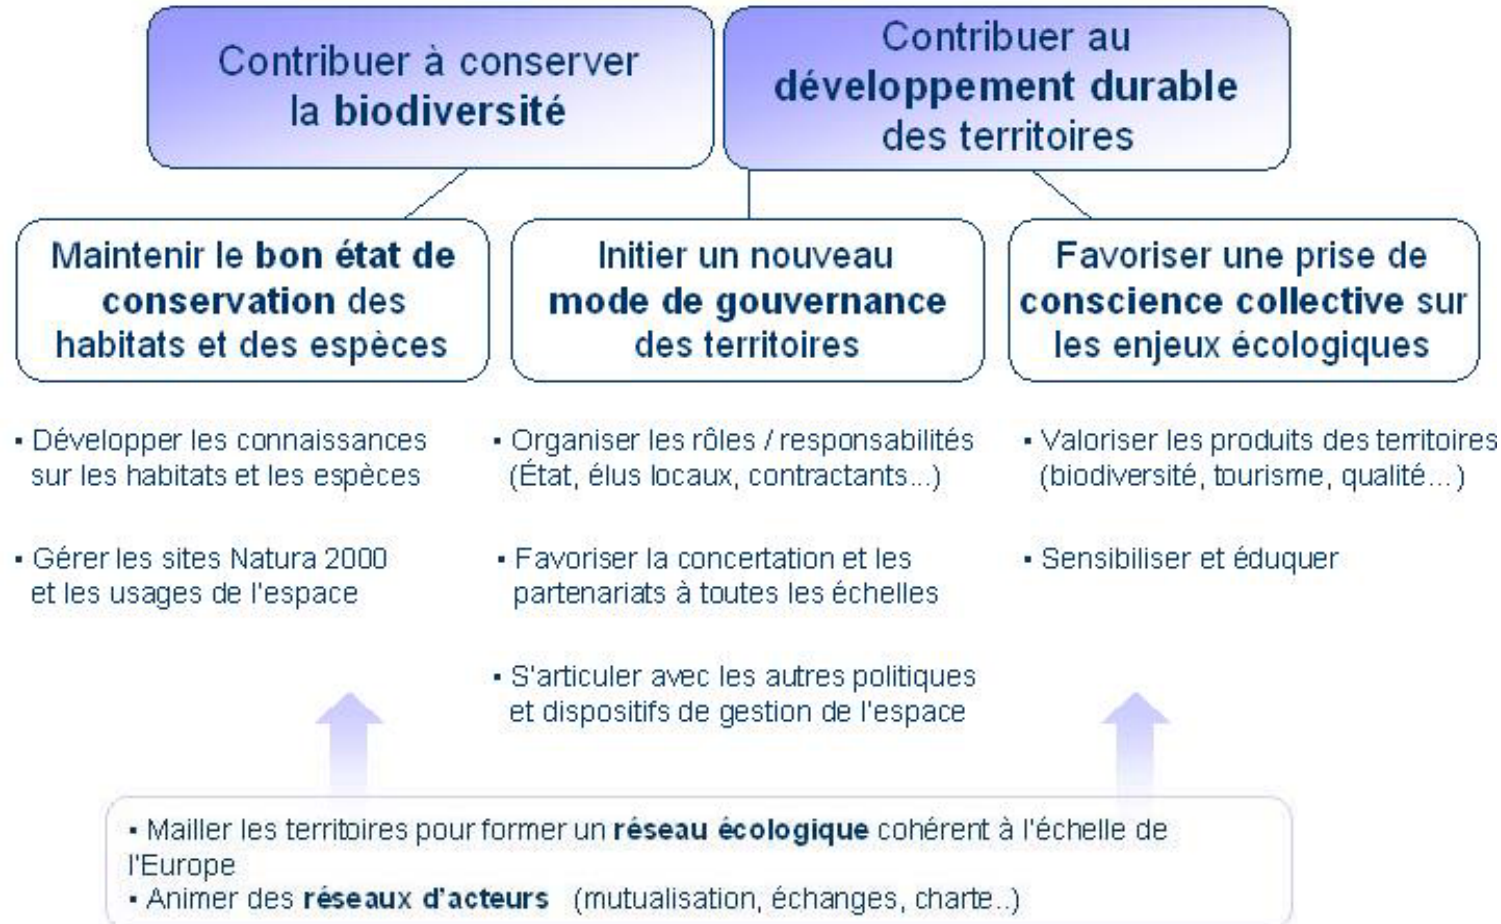 Contribuer à conserver
la biodiversité
Contribuer au
développement durable
des territoires
Maintenir le bon état de
conservation des
habitats et des espèces
Initier un nouveau
mode de gouvernance
des territoires
Favoriser une prise de
conscience collective sur
les enjeux écologiques
▪ Développer les connaissances
sur les habitats et les espèces
▪ Gérer les sites Natura 2000
et les usages de l'espace
▪ Organiser les rôles / responsabilités
(État, élus locaux, contractants...)
▪ Favoriser la concertation et les
partenariats à toutes les échelles
▪ S'articuler avec les autres politiques
et dispositifs de gestion de l'espace
▪ Valoriser les produits des territoires
(biodiversité, tourisme, qualité...)
▪ Sensibiliser et éduquer
▪ Mailler les territoires pour former un réseau écologique cohérent à l'échelle de
l'Europe
▪ Animer des réseaux d'acteurs (mutualisation, échanges, charte..)